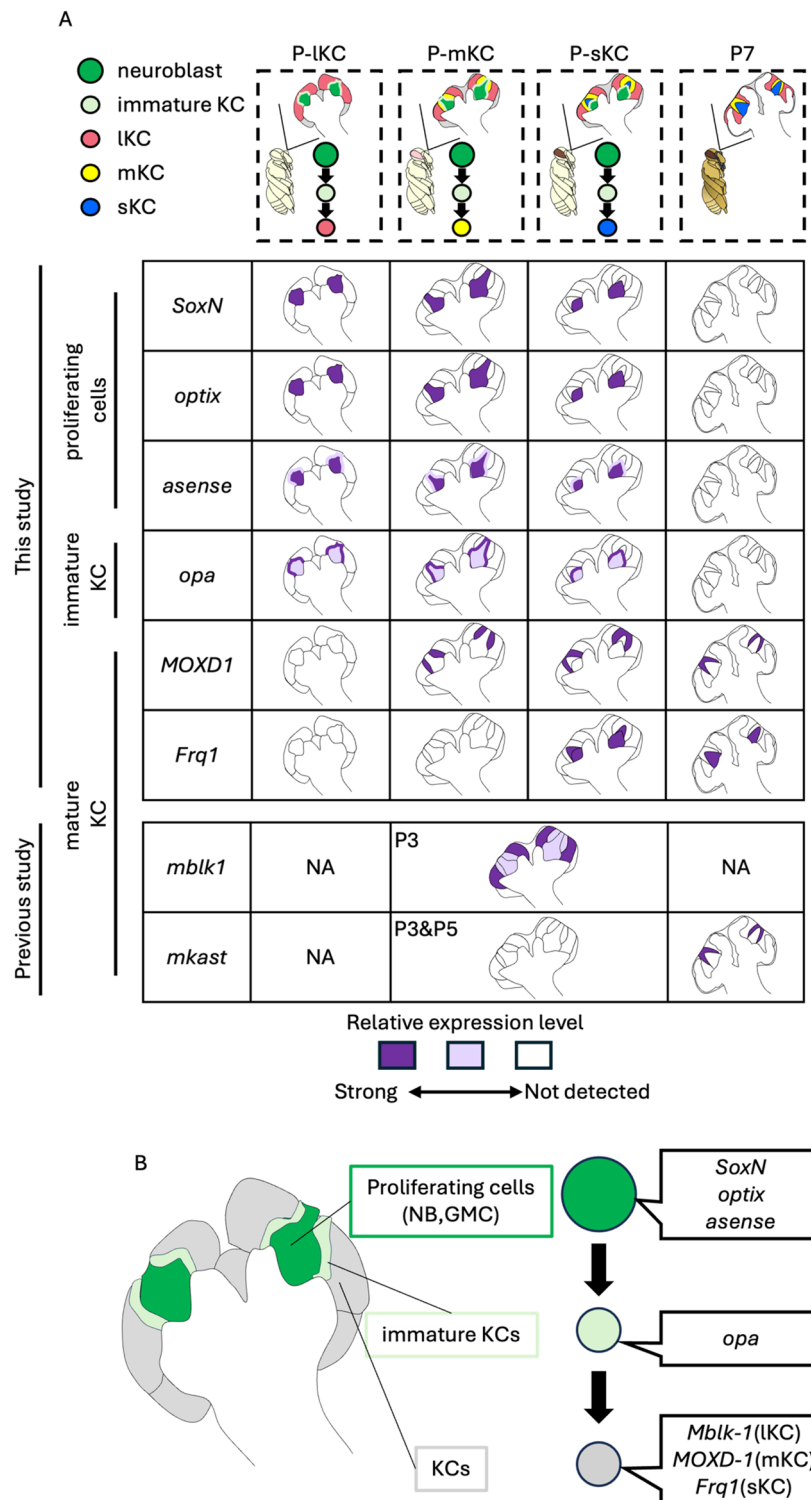 A
P-lKC
P-mKC
P-sKC
P7
neuroblast
immature KC
lKC
mKC
sKC
This study
proliferating
cells
SoxN
optix
asense
immature
KC
opa
mature
KC
MOXD1
Frq1
Previous study
mblk1
NA
P3
NA
mkast
NA
P3&P5
Relative expression level
Strong
Not detected
B
Proliferating cells
(NB,GMC)
immature KCs
KCs
SoxN
optix
asense
opa
Mblk-1(lKC)
MOXD-1(mKC)
Frq1(sKC)